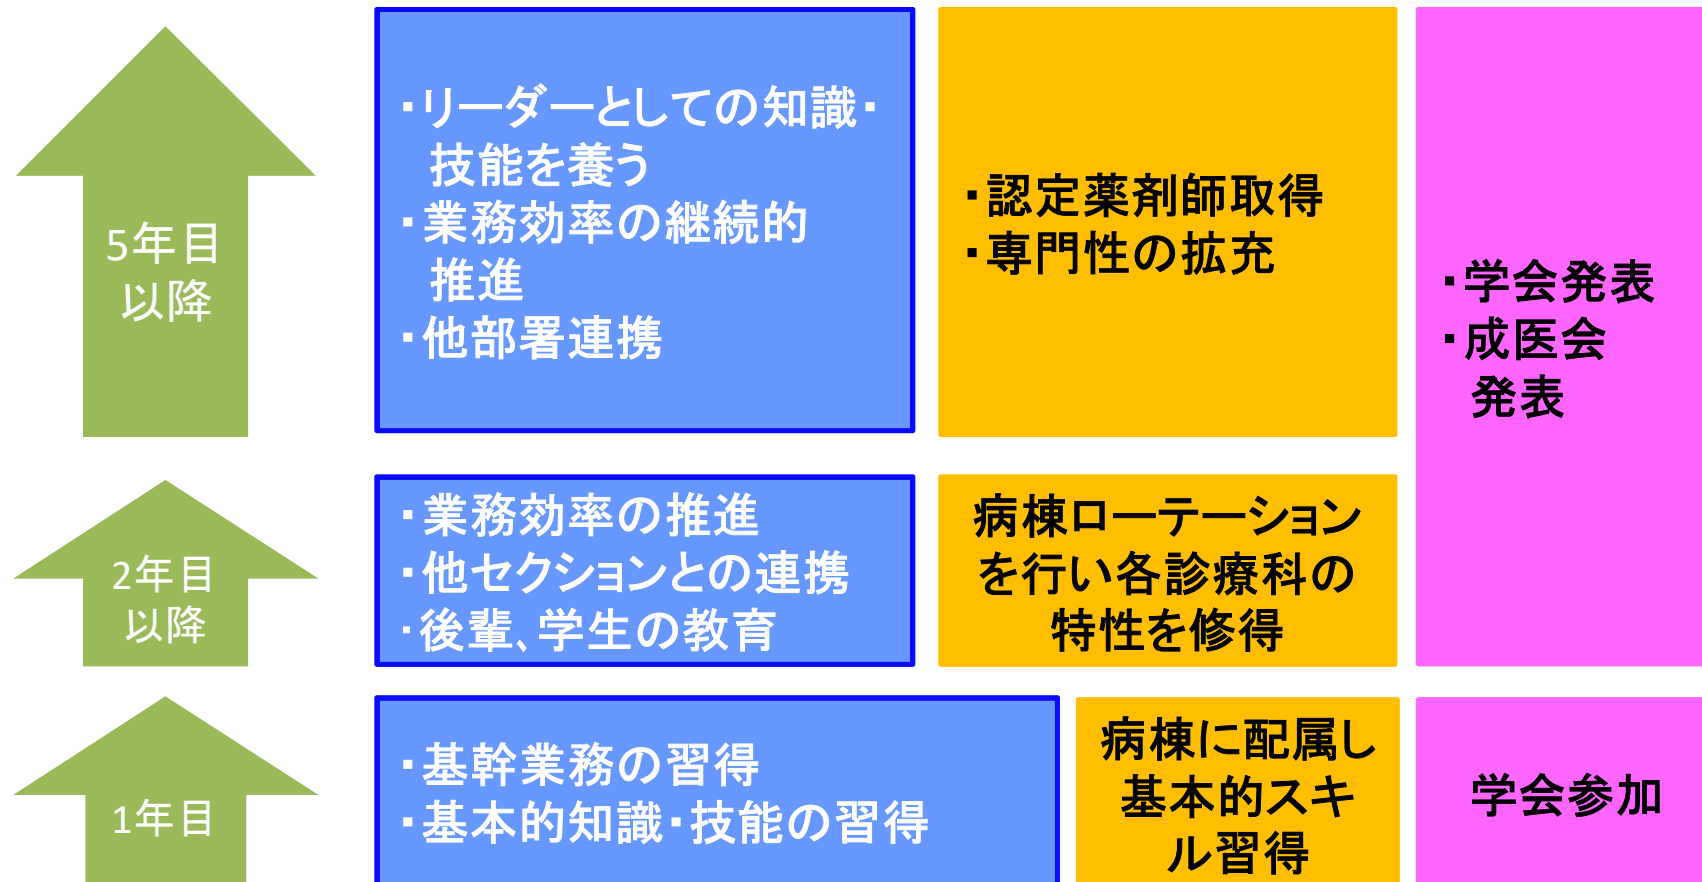 5年目
以降
・リーダーとしての知識・
技能を養う
・業務効率の継続的
推進
・他部署連携
・認定薬剤師取得
・専門性の拡充
・学会発表
・成医会
発表
2年目
以降
・業務効率の推進
・他セクションとの連携
・後輩、学生の教育
病棟ローテーション
を行い各診療科の
特性を修得
1年目
・基幹業務の習得
・基本的知識・技能の習得
病棟に配属し
基本的スキ
ル習得
学会参加